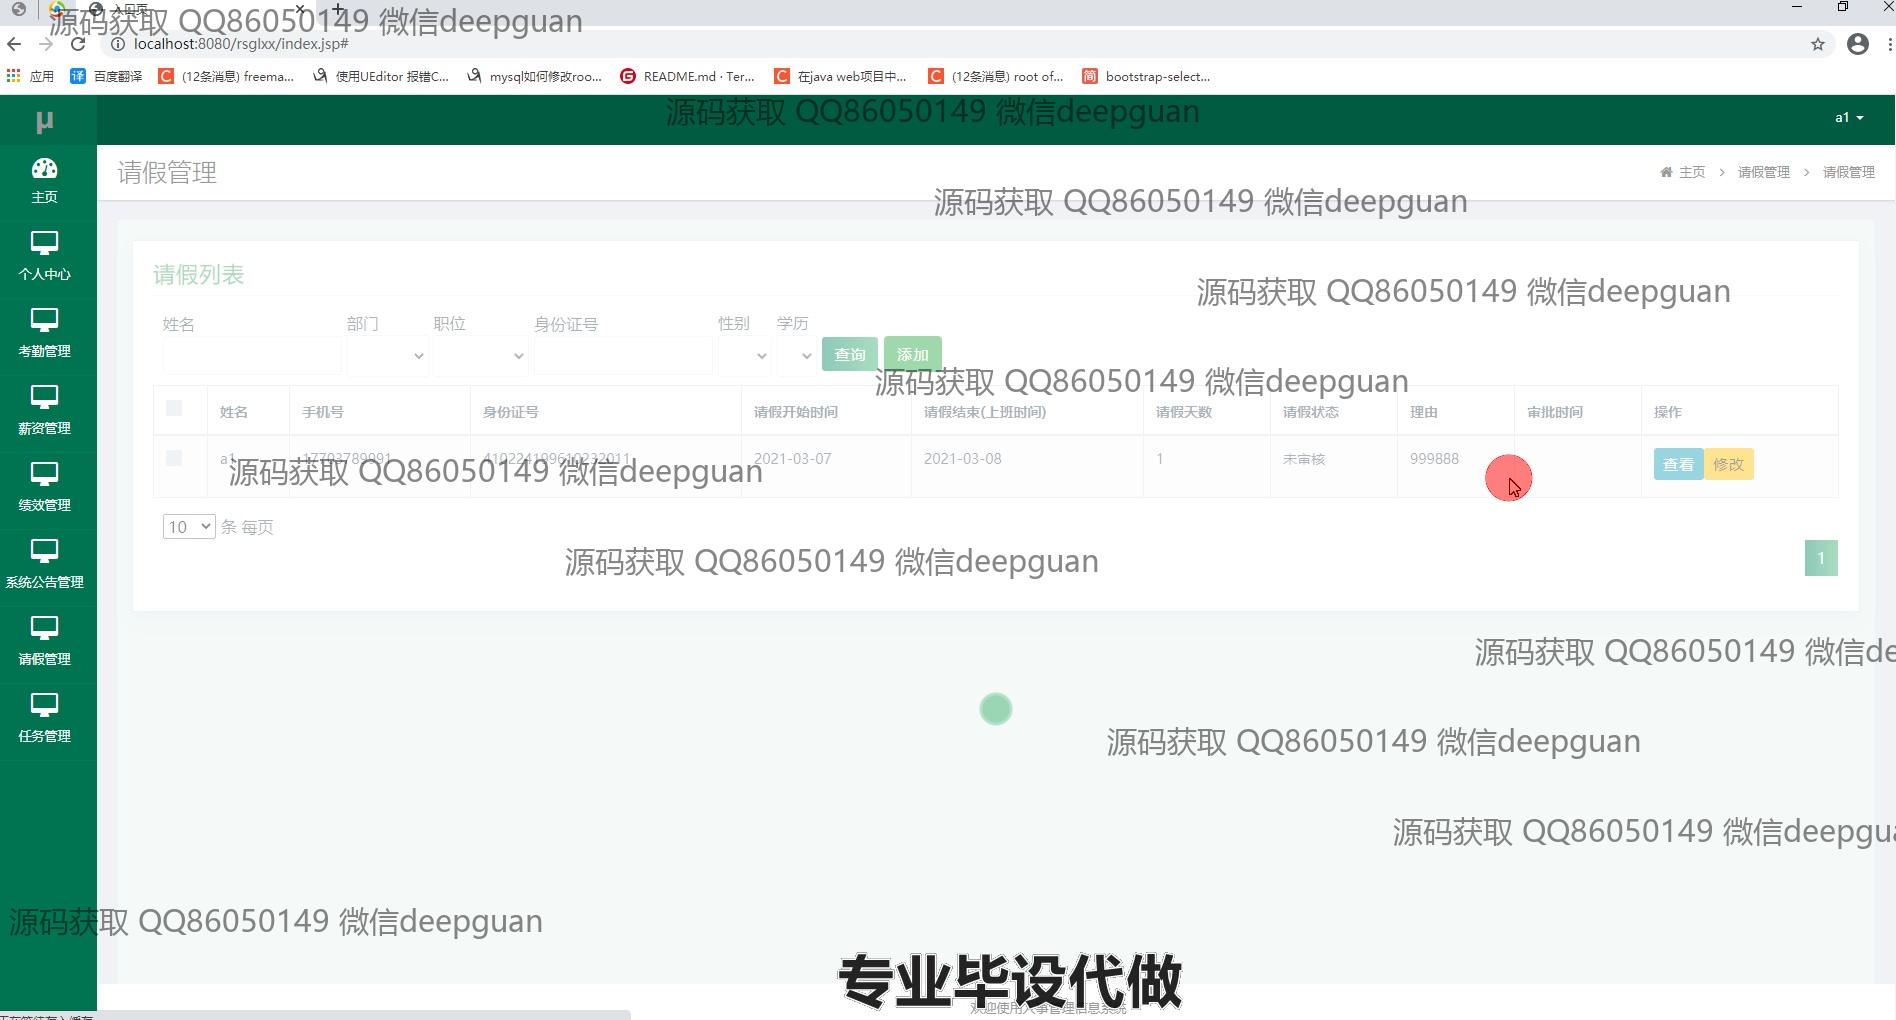 入口页
源码获取 QQ86050149 微信deepguan
localhost:8080/rsglxx/index.jsp#
应用 百度翻译 (12条消息) freema... 使用UEditor 报错C... mysql如何修改roo... README.md · Ter... 在java web项目中... (12条消息) root of... bootstrap-select...
μ
源码获取 QQ86050149 微信deepguan
a1
主页
请假管理
主页 > 请假管理 > 请假管理
源码获取 QQ86050149 微信deepguan
个人中心
请假列表
源码获取 QQ86050149 微信deepguan
考勤管理
姓名 部门 职位 身份证号 性别 学历
查询 添加
源码获取 QQ86050149 微信deepguan
薪资管理
姓名 手机号 身份证号 请假开始时间 请假结束(上班时间) 请假天数 请假状态 理由 审批时间 操作
a1 17703789991 410224199610232011 2021-03-07 2021-03-08 1 未审核 999888 查看 修改
源码获取 QQ86050149 微信deepguan
绩效管理
10 条 每页
源码获取 QQ86050149 微信deepguan
1
系统公告管理
请假管理
源码获取 QQ86050149 微信de
任务管理
源码获取 QQ86050149 微信deepguan
源码获取 QQ86050149 微信deepgua
源码获取 QQ86050149 微信deepguan
专业毕设代做
欢迎使用人事管理信息系统